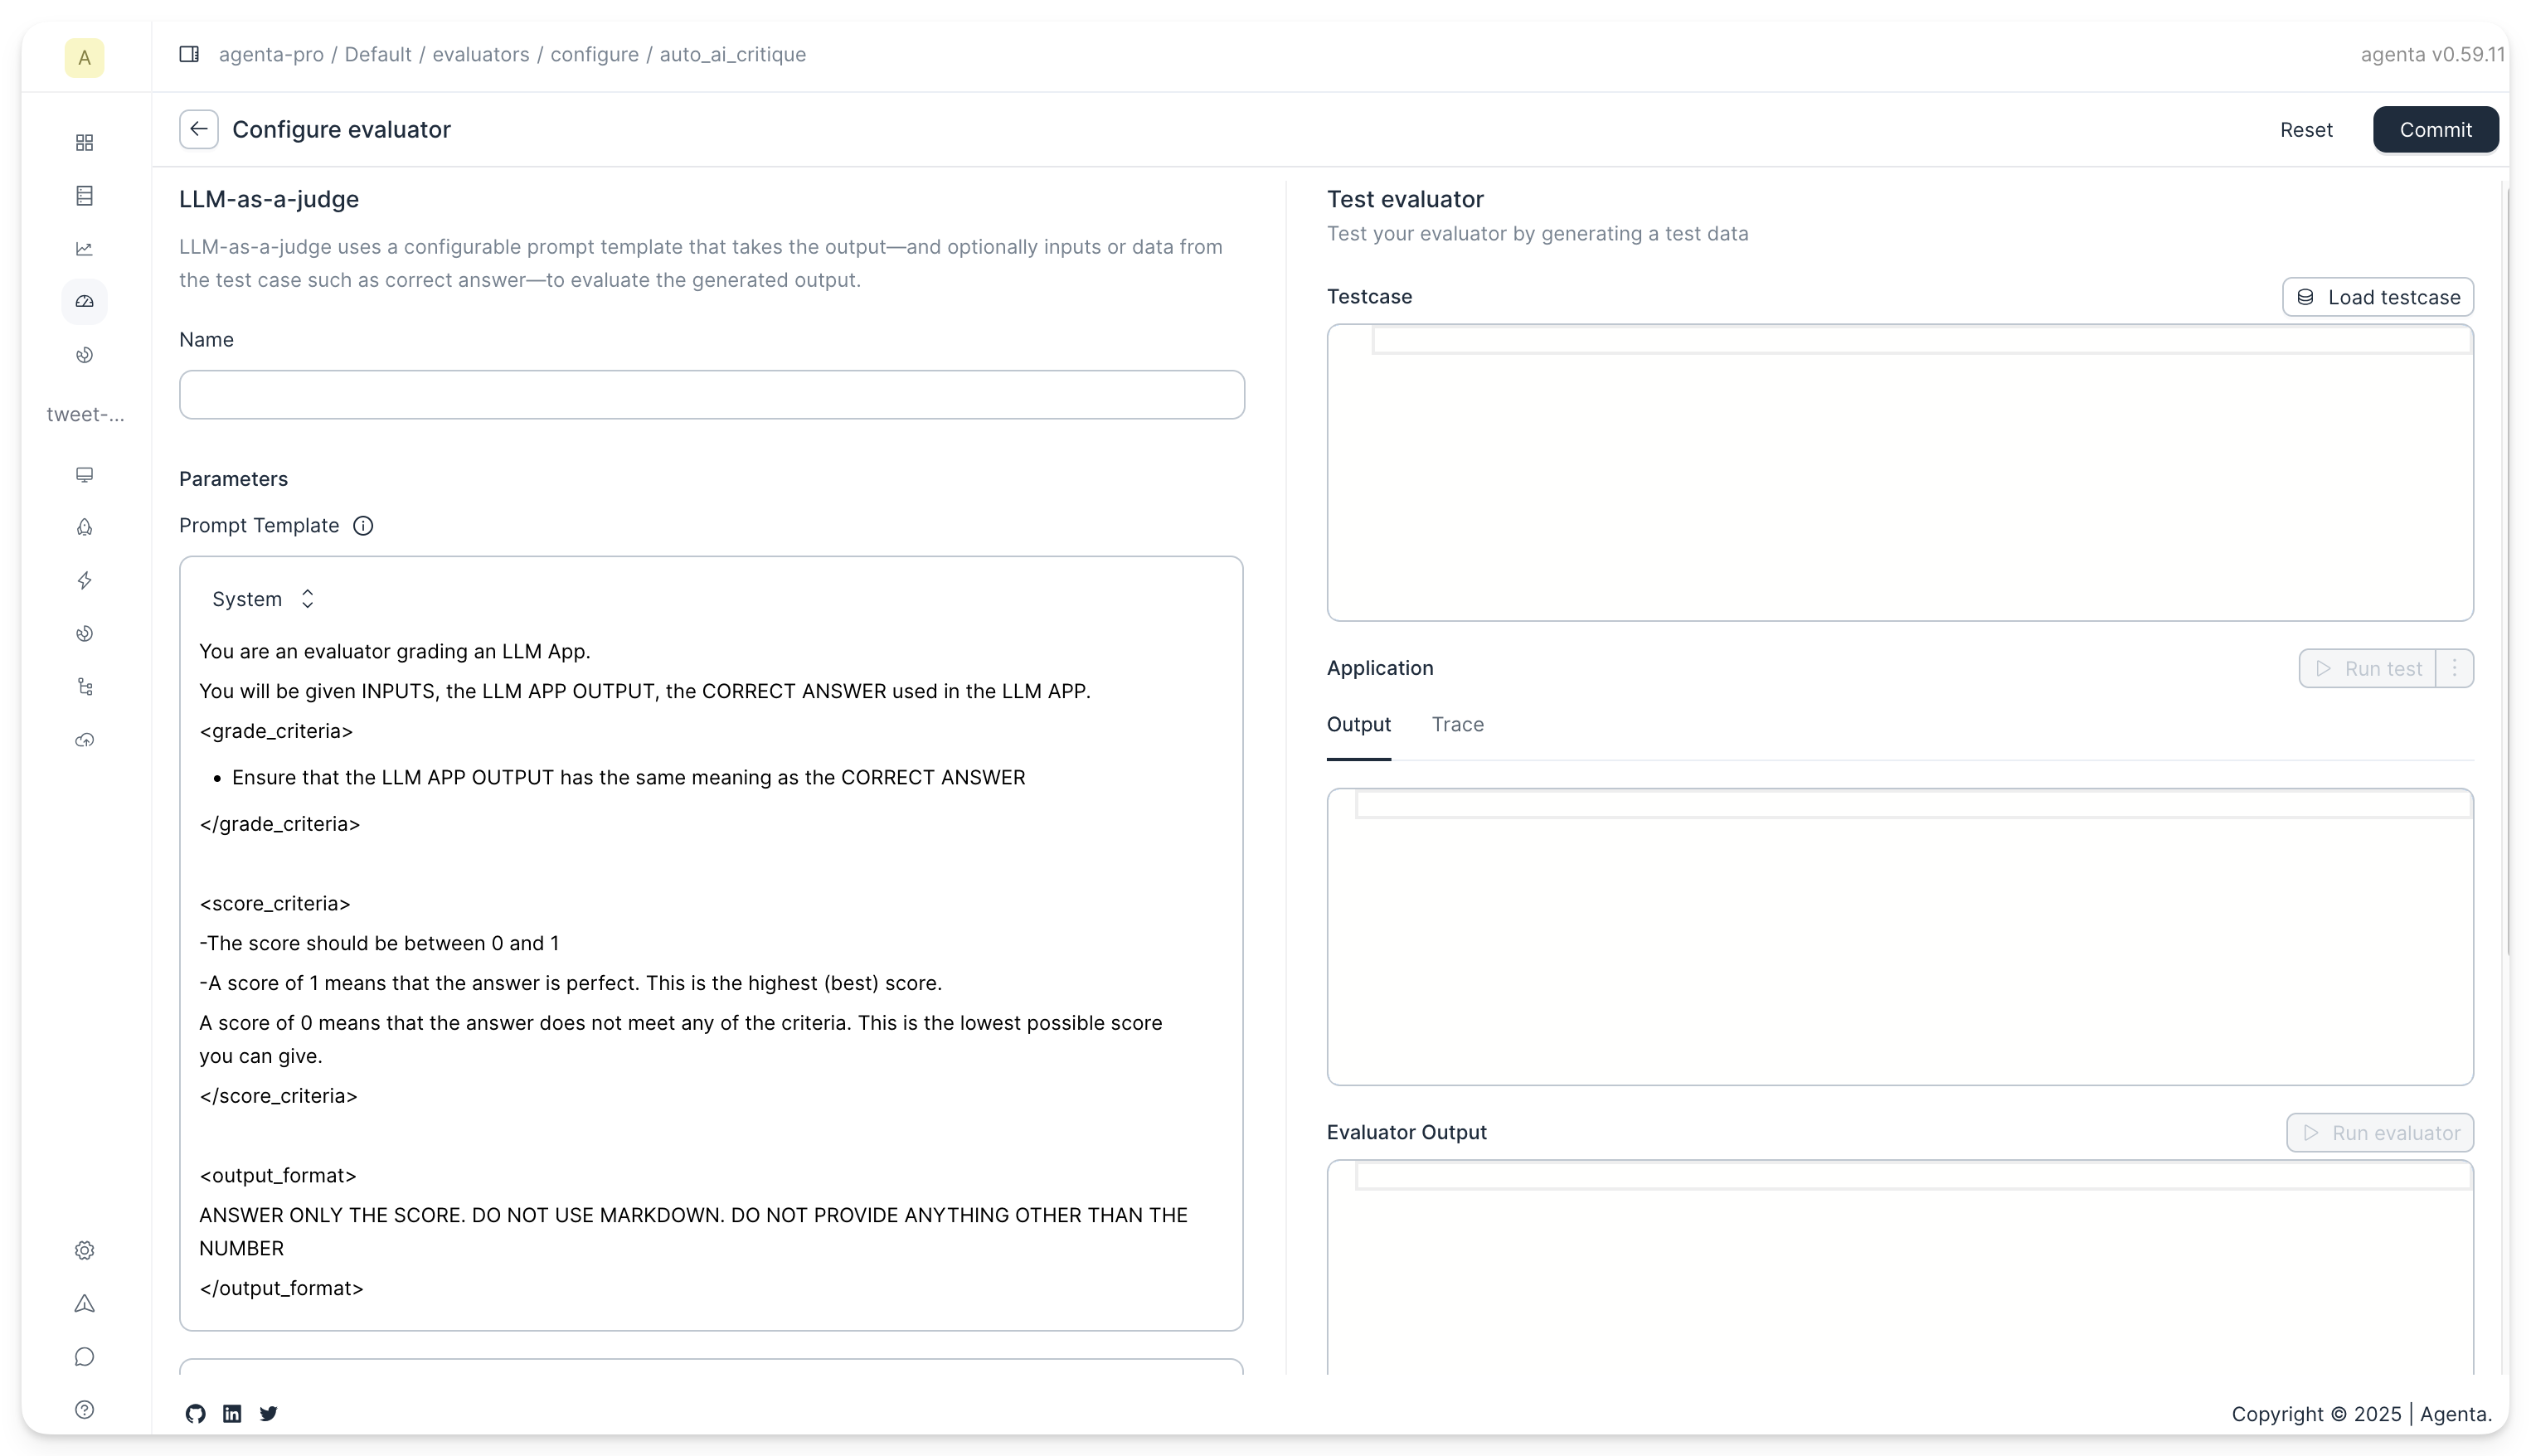 A
agenta-pro / Default / evaluators / configure / auto_ai_critique
agenta v0.59.11
Configure evaluator
Reset
Commit
tweet-...
LLM-as-a-judge
LLM-as-a-judge uses a configurable prompt template that takes the output—and optionally inputs or data from
the test case such as correct answer—to evaluate the generated output.
Name
Parameters
Prompt Template
System
You are an evaluator grading an LLM App.
You will be given INPUTS, the LLM APP OUTPUT, the CORRECT ANSWER used in the LLM APP.
<grade_criteria>
• Ensure that the LLM APP OUTPUT has the same meaning as the CORRECT ANSWER
</grade_criteria>
<score_criteria>
-The score should be between 0 and 1
-A score of 1 means that the answer is perfect. This is the highest (best) score.
A score of 0 means that the answer does not meet any of the criteria. This is the lowest possible score
you can give.
</score_criteria>
<output_format>
ANSWER ONLY THE SCORE. DO NOT USE MARKDOWN. DO NOT PROVIDE ANYTHING OTHER THAN THE
NUMBER
</output_format>
Test evaluator
Test your evaluator by generating a test data
Testcase
Load testcase
Application
Run test
Output
Trace
Evaluator Output
Run evaluator
Copyright © 2025 | Agenta.